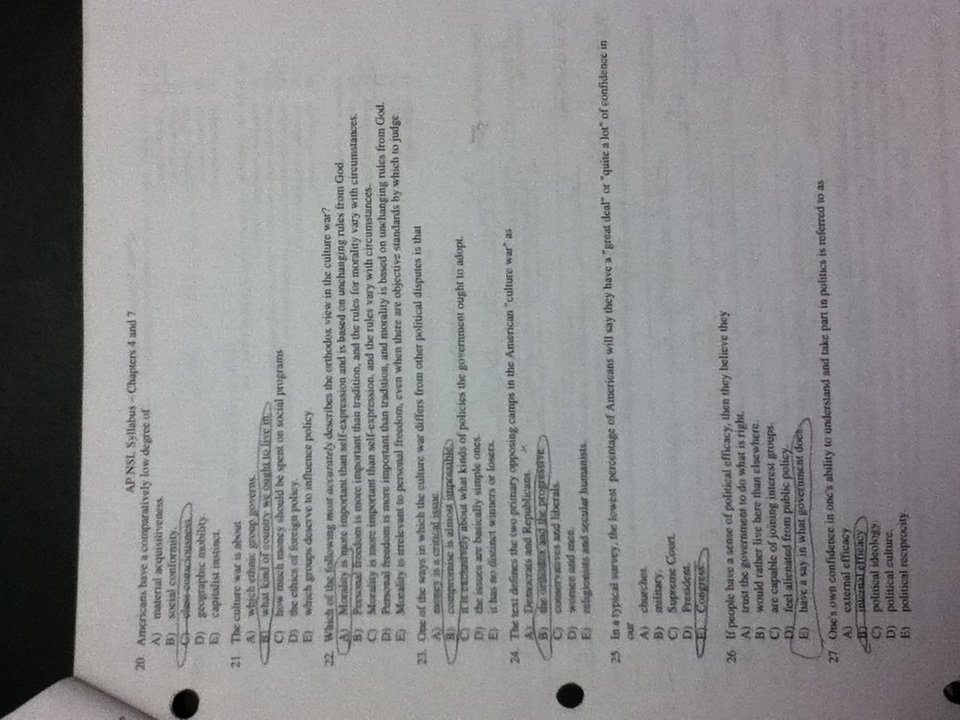 AP NSL Syllabus – Chapters 4 and 7
20. Americans have a comparatively low degree of
A) material acquisitiveness.
B) social conformity.
C) class consciousness.
D) geographic mobility.
E) capitalist instinct.
21. The culture war is about
A) which ethnic group governs.
B) what kind of country we ought to live in.
C) how much money should be spent on social programs
D) the ethics of foreign policy.
E) which groups deserve to influence policy
22. Which of the following most accurately describes the orthodox view in the culture war?
A) Morality is more important than self-expression and is based on unchanging rules from God.
B) Personal freedom is more important than tradition, and the rules for morality vary with circumstances.
C) Morality is more important than self-expression, and the rules vary with circumstances.
D) Personal freedom is more important than tradition, and morality is based on unchanging rules from God.
E) Morality is irrelevant to personal freedom, even when there are objective standards by which to judge.
23. One of the ways in which the culture war differs from other political disputes is that
A) money is a critical issue.
B) compromise is almost impossible.
C) it is exclusively about what kinds of policies the government ought to adopt.
D) the issues are basically simple ones.
E) it has no distinct winners or losers.
24. The text defines the two primary opposing camps in the American "culture war" as
A) Democrats and Republicans.
B) the orthodox and the progressive.
C) conservatives and liberals.
D) women and men.
E) religionists and secular humanists.
25. In a typical survey, the lowest percentage of Americans will say they have a "great deal" or "quite a lot" of confidence in
our
A) churches.
B) military.
C) Supreme Court.
D) President.
E) Congress.
26. If people have a sense of political efficacy, then they believe they
A) trust the government to do what is right.
B) would rather live here than elsewhere.
C) are capable of joining interest groups.
D) feel alienated from public policy.
E) have a say in what government does.
27. One's own confidence in one's ability to understand and take part in politics is referred to as
A) external efficacy.
B) internal efficacy.
C) political ideology.
D) political culture.
E) political reciprocity.